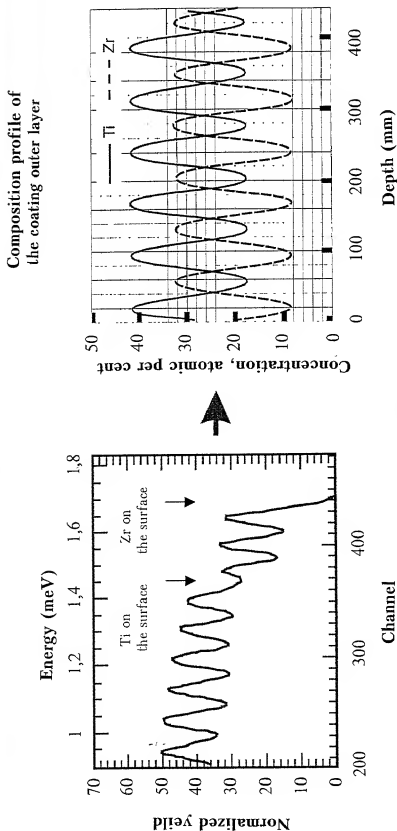 Energy (meV)
1 1,2 1,4 1,6 1,8
Ti on
the surface
Zr on
the surface
Normalized yeild
70
60
50
40
30
20
10
0
200 300 400
Channel
Composition profile of
the coating outer layer
Ti Zr
Concentration, atomic per cent
50
40
30
20
10
0 100 200 300 400
Depth (mm)